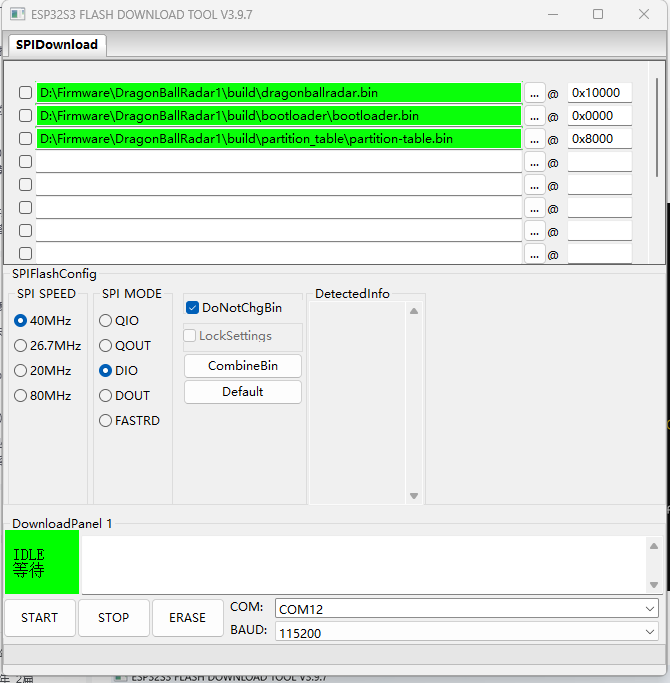 ESP32S3 FLASH DOWNLOAD TOOL V3.9.7
SPIDownload
D:\Firmware\DragonBallRadar1\build\dragonballradar.bin ... @ 0x10000
D:\Firmware\DragonBallRadar1\build\bootloader\bootloader.bin ... @ 0x0000
D:\Firmware\DragonBallRadar1\build\partition_table\partition-table.bin ... @ 0x8000
... @
... @
... @
... @
... @
SPIFlashConfig
SPI SPEED SPI MODE DetectedInfo
40MHz QIO DoNotChgBin
26.7MHz QOUT LockSettings
20MHz DIO CombineBin
80MHz DOUT Default
FASTRD
DownloadPanel 1
IDLE
等待
START STOP ERASE
COM: COM12
BAUD: 115200
ESP32S3 FLASH DOWNLOAD TOOL V3.9.7